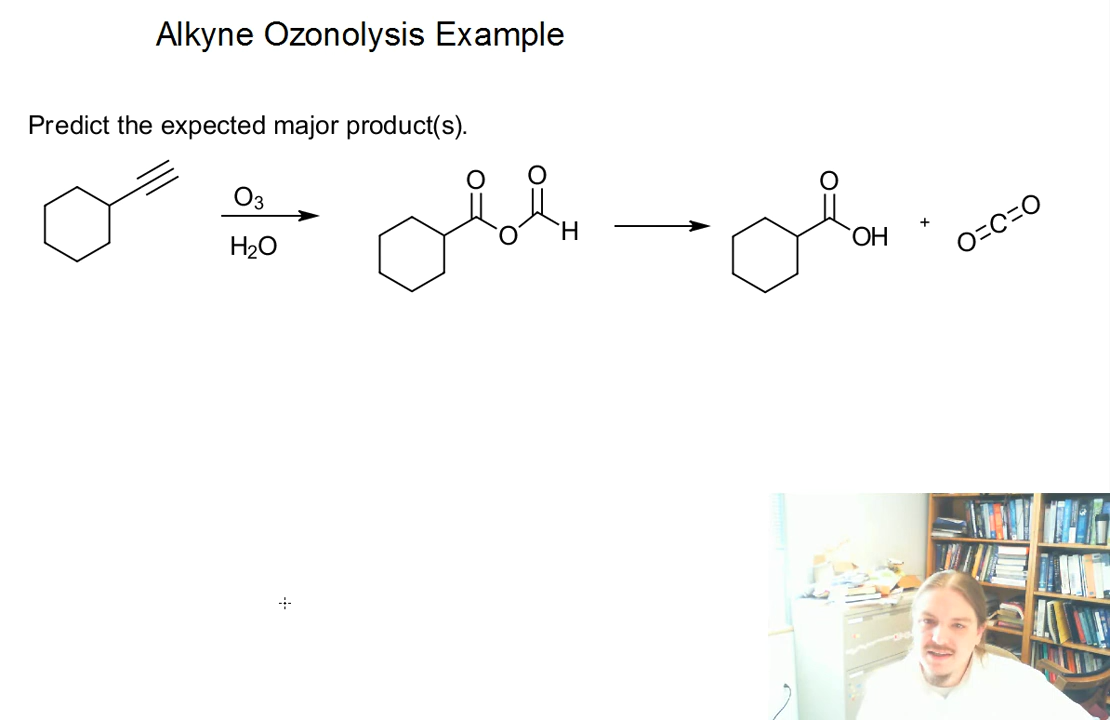 Alkyne Ozonolysis Example
Predict the expected major product(s).
O3
H2O
O
O
O
H
O
OH
+
O=C=O